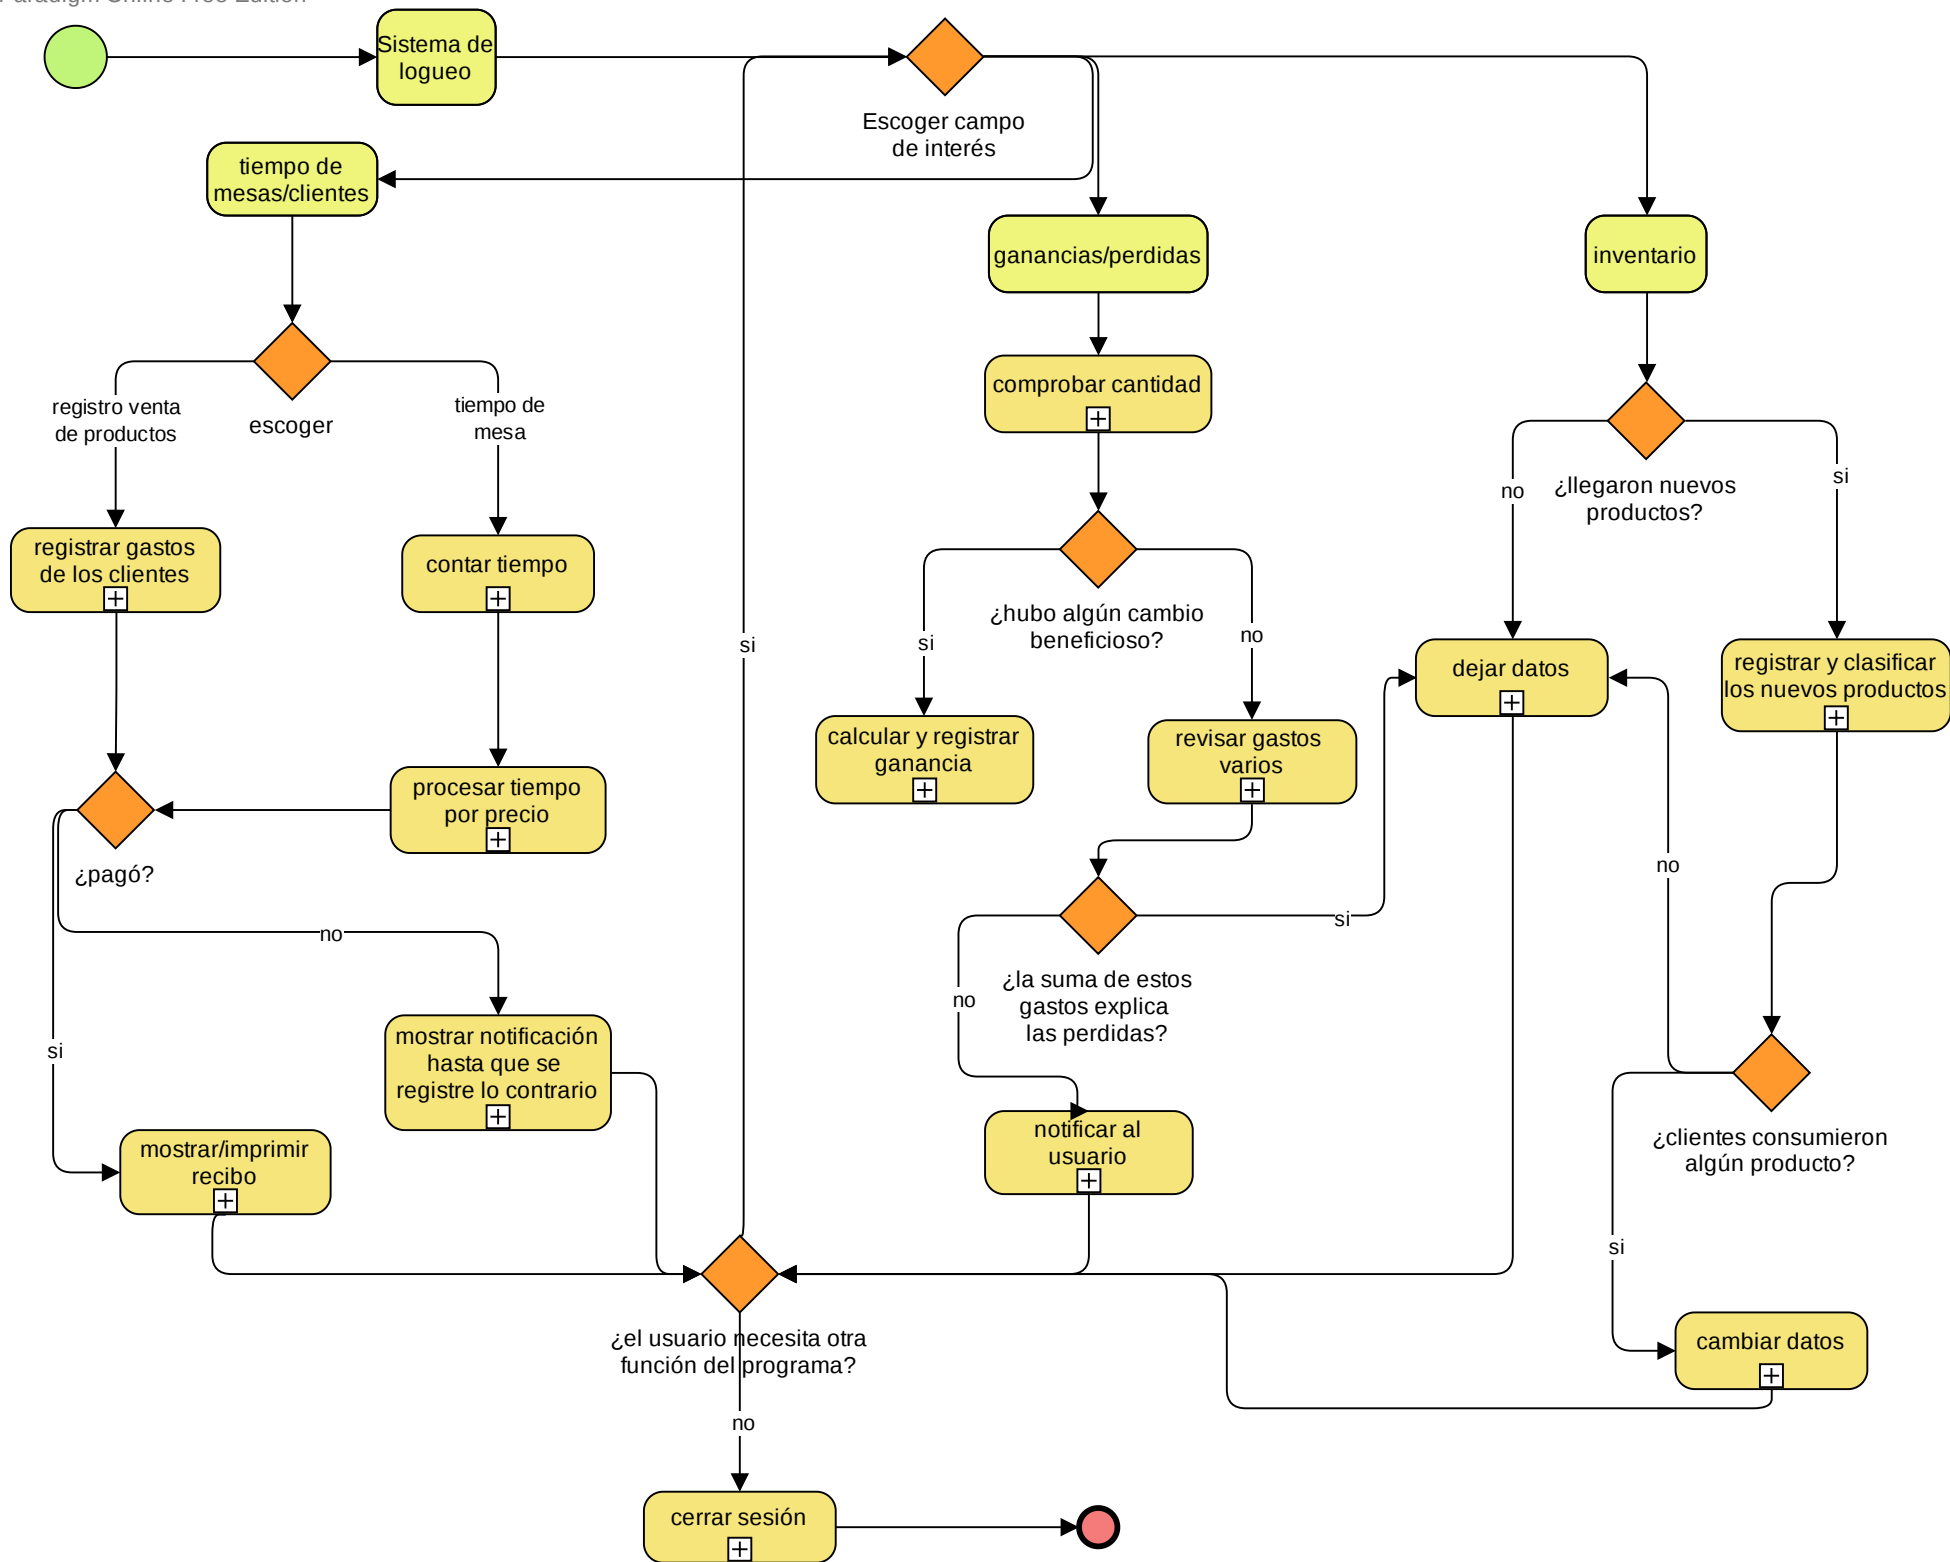 Paradigm Online Free Edition
Sistema de
logueo
Escoger campo
de interés
tiempo de
mesas/clientes
ganancias/perdidas
inventario
escoger
registro venta
de productos
tiempo de
mesa
comprobar cantidad
¿llegaron nuevos
productos?
no
si
registrar gastos
de los clientes
contar tiempo
¿hubo algún cambio
beneficioso?
si
no
si
dejar datos
registrar y clasificar
los nuevos productos
calcular y registrar
ganancia
revisar gastos
varios
procesar tiempo
por precio
¿pagó?
no
si
no
si
¿la suma de estos
gastos explica
las perdidas?
no
mostrar notificación
hasta que se
registre lo contrario
notificar al
usuario
mostrar/imprimir
recibo
¿clientes consumieron
algún producto?
si
¿el usuario necesita otra
función del programa?
cambiar datos
no
cerrar sesión